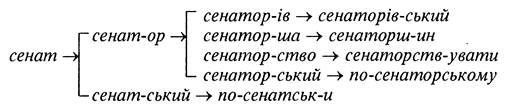 сенатор-ів → сенаторів-ський
сенат-ор → сенатор-ша → сенаторш-ин
сенат → сенатор-ство → сенаторств-увати
сенатор-ський → по-сенаторському
сенат-ський → по-сенатськ-и